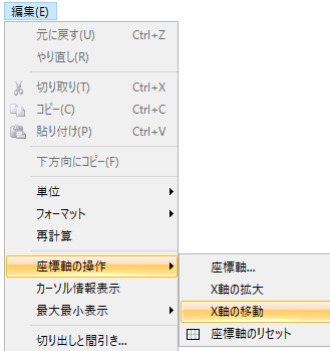 編集(E)
元に戻す(U) Ctrl+Z
やり直し(R)
切り取り(T) Ctrl+X
コピー(C) Ctrl+C
貼り付け(P) Ctrl+V
下方向にコピー(F)
単位
フォーマット
再計算
座標軸の操作
カーソル情報表示
最大最小表示
切り出しと間引き...
座標軸...
X軸の拡大
X軸の移動
座標軸のリセット